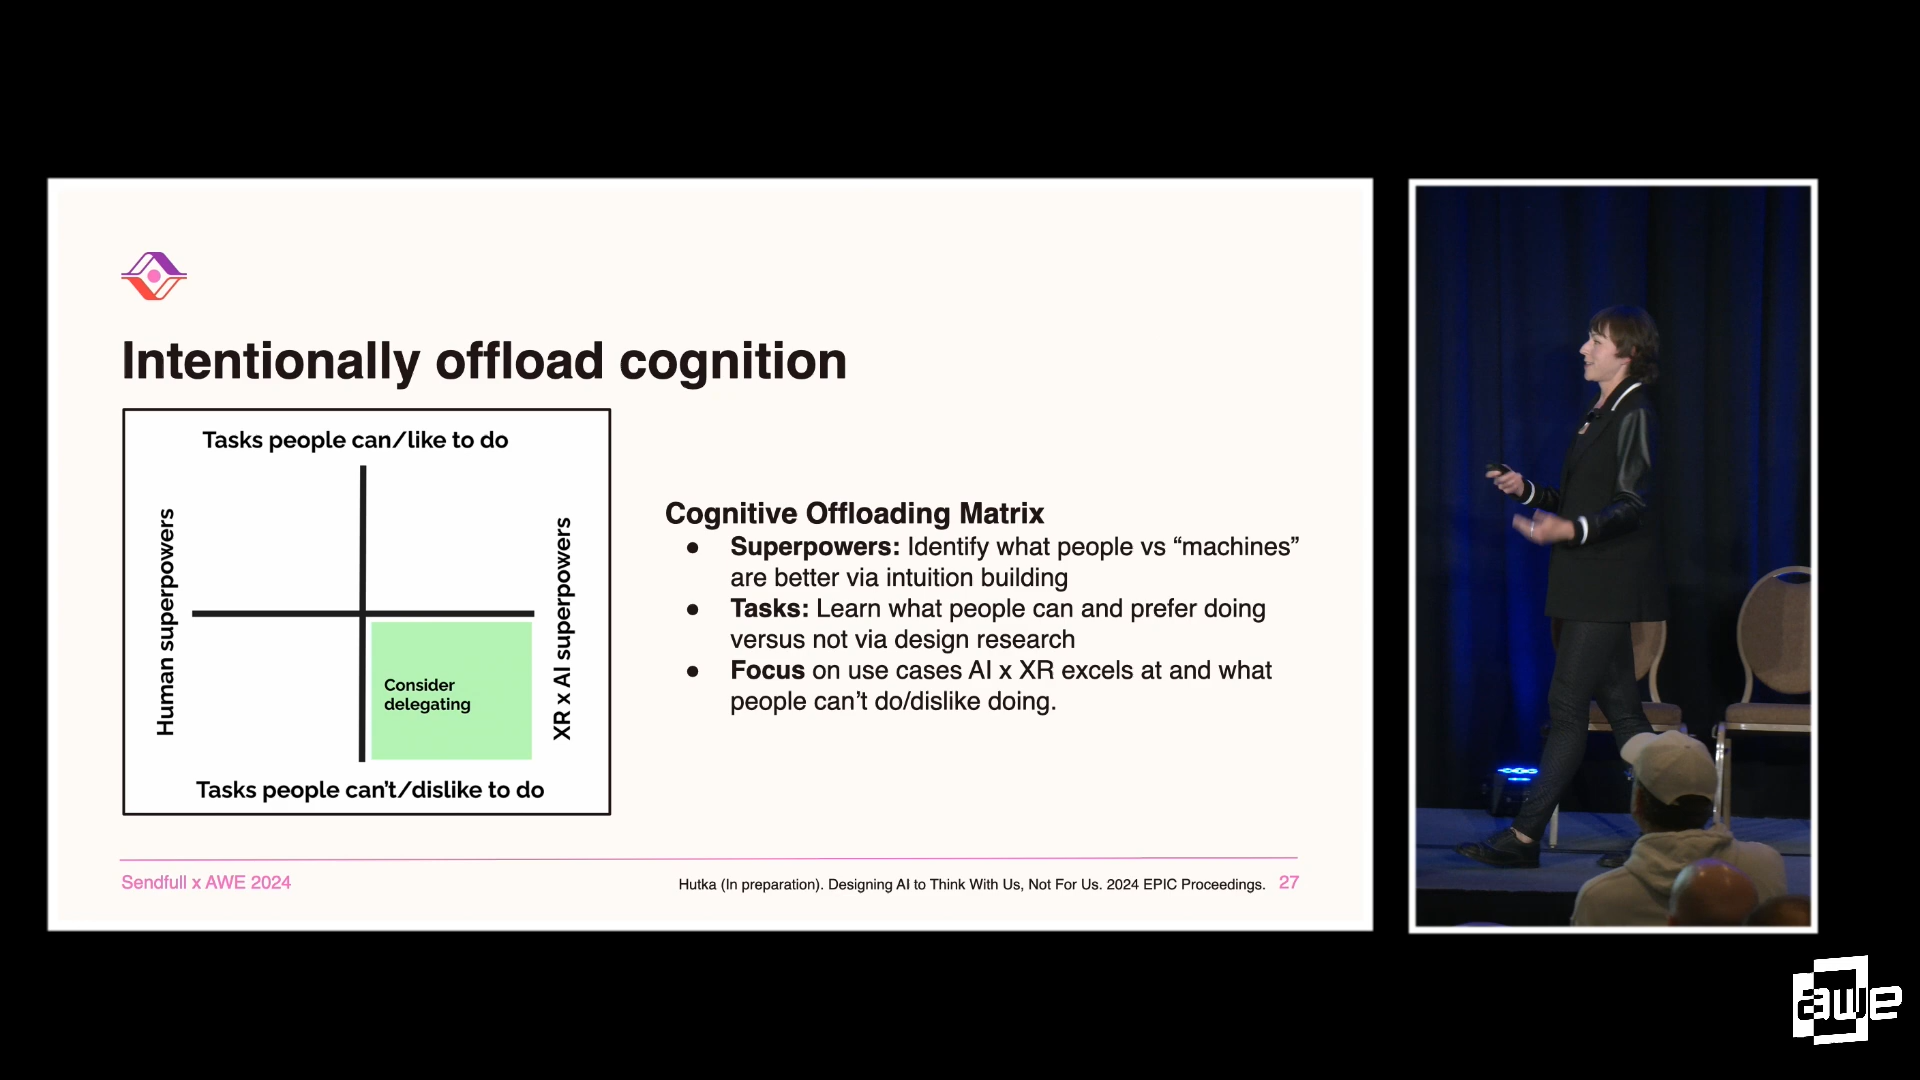 Intentionally offload cognition
Tasks people can/like to do
Human superpowers
XR x AI superpowers
Consider
delegating
Tasks people can't/dislike to do
Cognitive Offloading Matrix
● Superpowers: Identify what people vs “machines”
are better via intuition building
● Tasks: Learn what people can and prefer doing
versus not via design research
● Focus on use cases AI x XR excels at and what
people can’t do/dislike doing.
Sendfull x AWE 2024
Hutka (In preparation). Designing AI to Think With Us, Not For Us. 2024 EPIC Proceedings. 27
awe